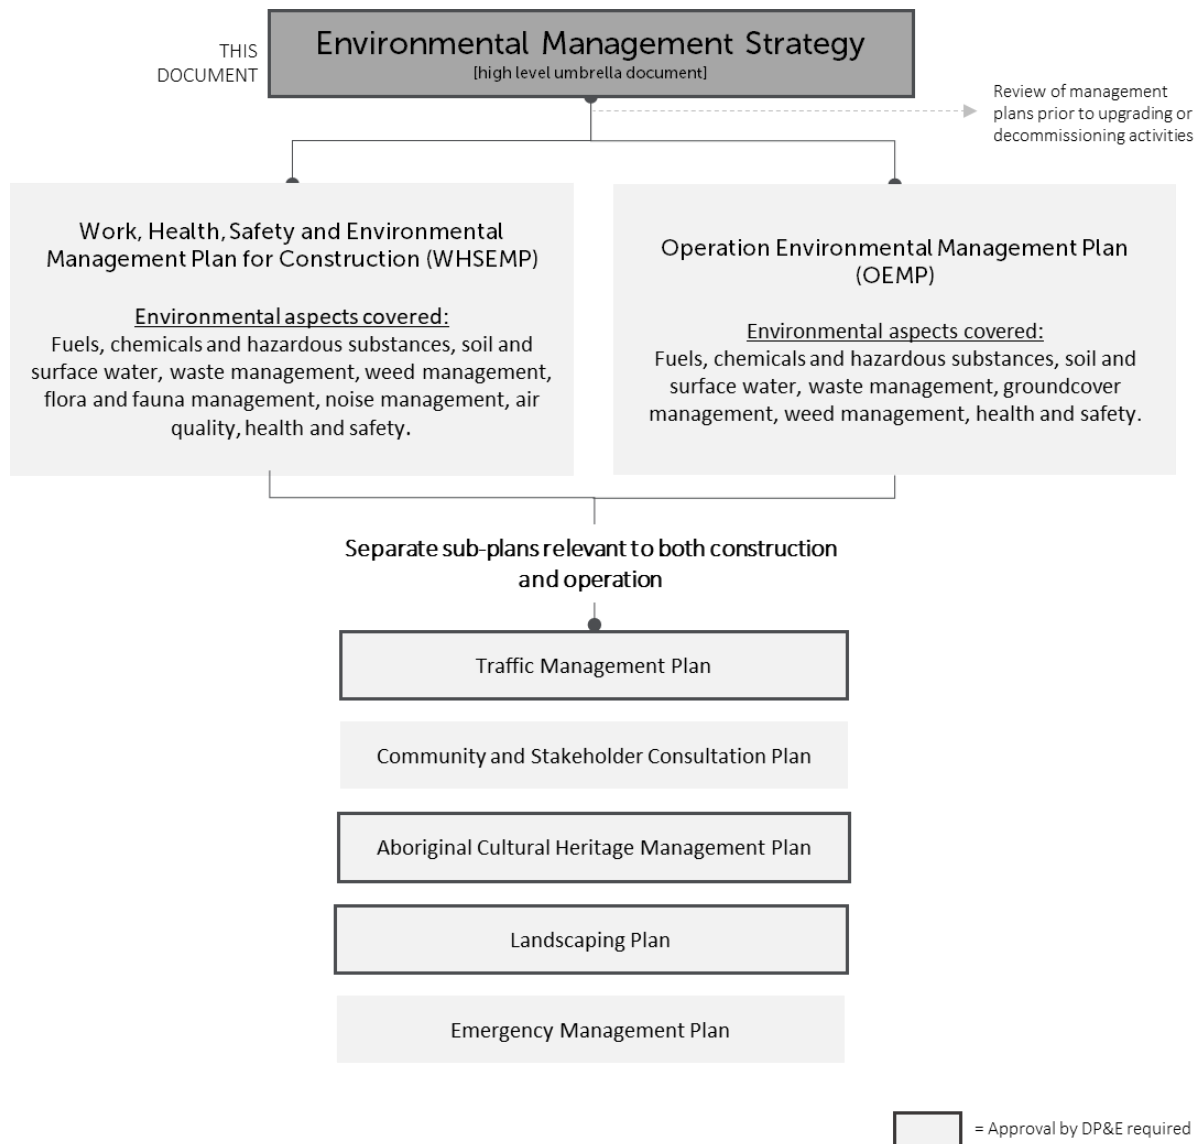 THIS
DOCUMENT
Environmental Management Strategy
[high level umbrella document]
Review of management
plans prior to upgrading or
decommissioning activities
Work, Health, Safety and Environmental
Management Plan for Construction (WHSEMP)
Environmental aspects covered:
Fuels, chemicals and hazardous substances, soil and
surface water, waste management, weed management,
flora and fauna management, noise management, air
quality, health and safety.
Operation Environmental Management Plan
(OEMP)
Environmental aspects covered:
Fuels, chemicals and hazardous substances, soil and
surface water, waste management, groundcover
management, weed management, health and safety.
Separate sub-plans relevant to both construction
and operation
Traffic Management Plan
Community and Stakeholder Consultation Plan
Aboriginal Cultural Heritage Management Plan
Landscaping Plan
Emergency Management Plan
= Approval by DP&E required